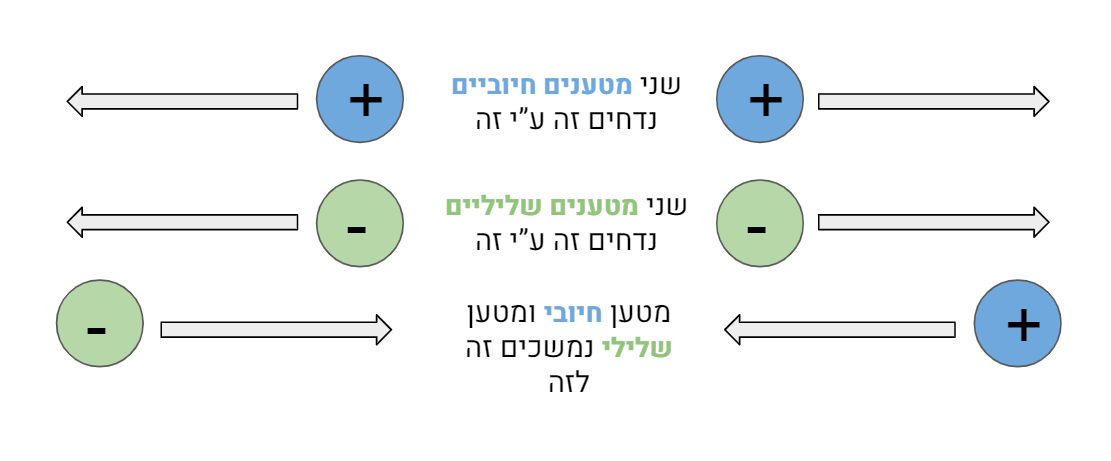 + שני מטענים חיוביים +
נדחים זה ע”י זה
- שני מטענים שליליים -
נדחים זה ע”י זה
- מטען חיובי ומטען +
שלילי נמשכים זה
לזה